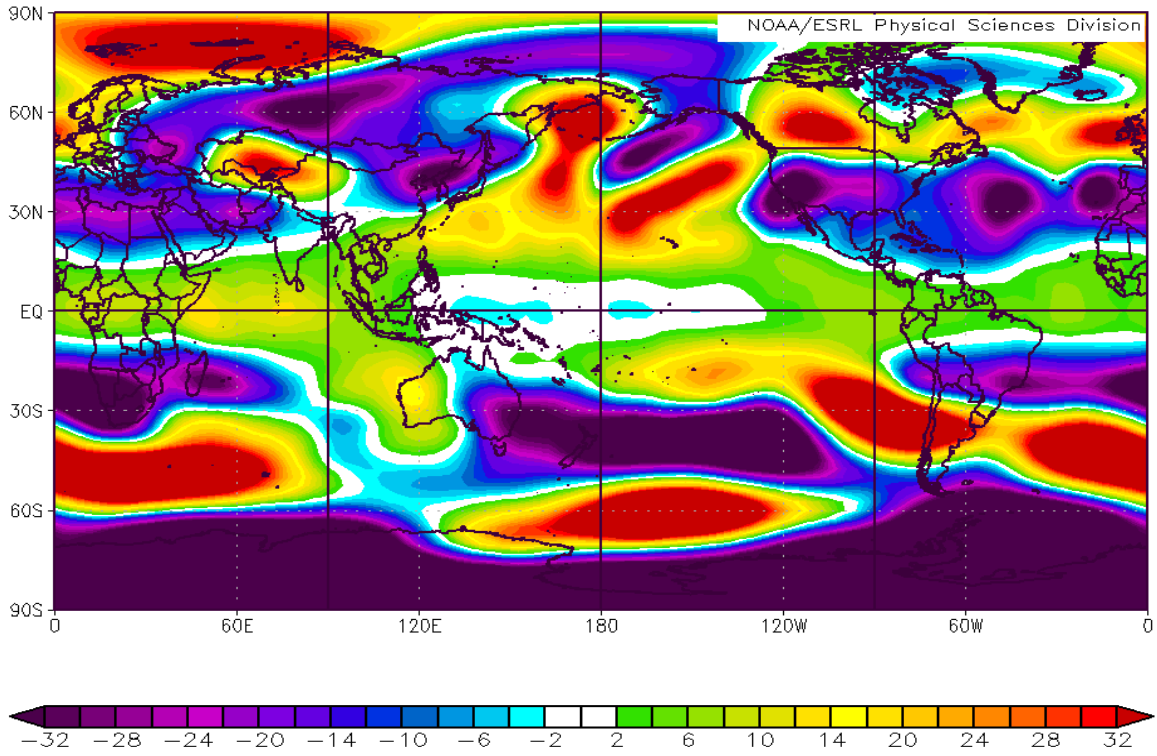 90N
NOAA/ESRL Physical Sciences Division
60N
30N
EQ
30S
60S
90S
0 60E 120E 180 120W 60W 0
−32 −28 −24 −20 −14 −10 −6 −2 2 6 10 14 20 24 28 32